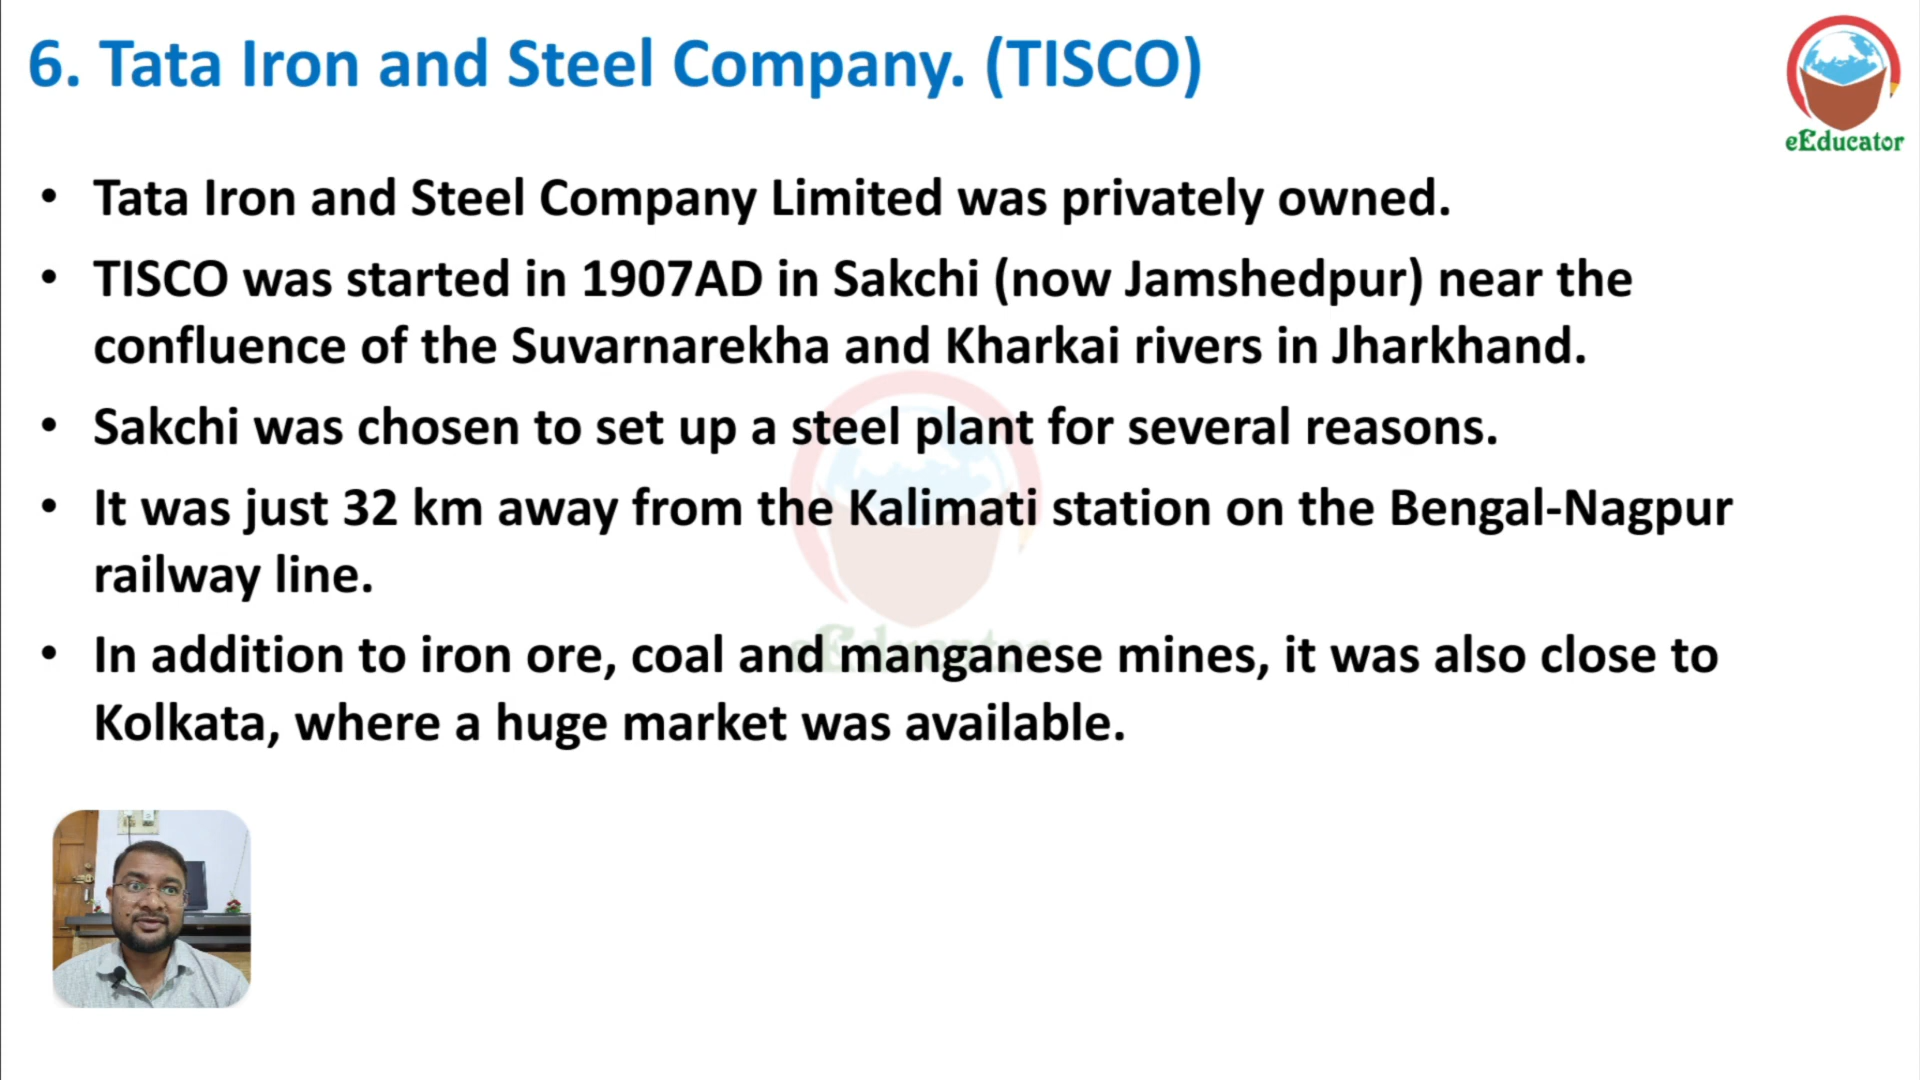 6. Tata Iron and Steel Company. (TISCO)
eEducator
• Tata Iron and Steel Company Limited was privately owned.
• TISCO was started in 1907AD in Sakchi (now Jamshedpur) near the
confluence of the Suvarnarekha and Kharkai rivers in Jharkhand.
• Sakchi was chosen to set up a steel plant for several reasons.
• It was just 32 km away from the Kalimati station on the Bengal-Nagpur
railway line.
• In addition to iron ore, coal and manganese mines, it was also close to
Kolkata, where a huge market was available.
eEducator